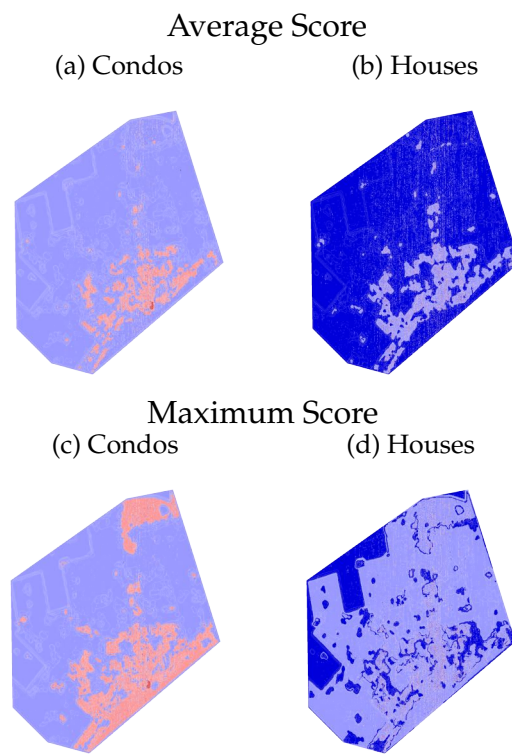 Average Score
(a) Condos
(b) Houses
Maximum Score
(c) Condos
(d) Houses